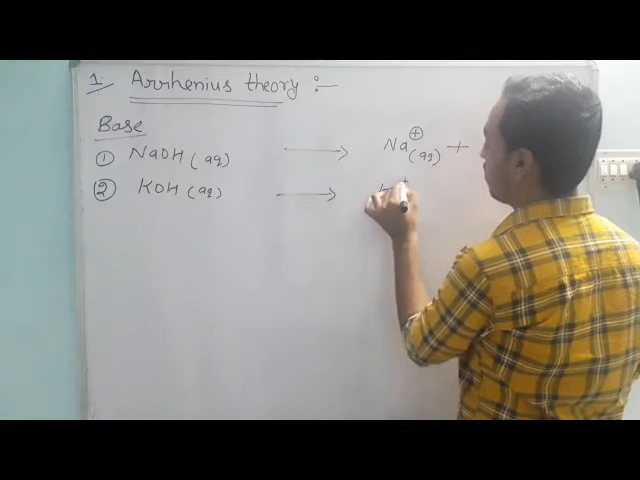 1. Arrhenius theory :-
Base
① NaOH (aq) ⟶ Na⊕(aq) +
② KOH (aq) ⟶